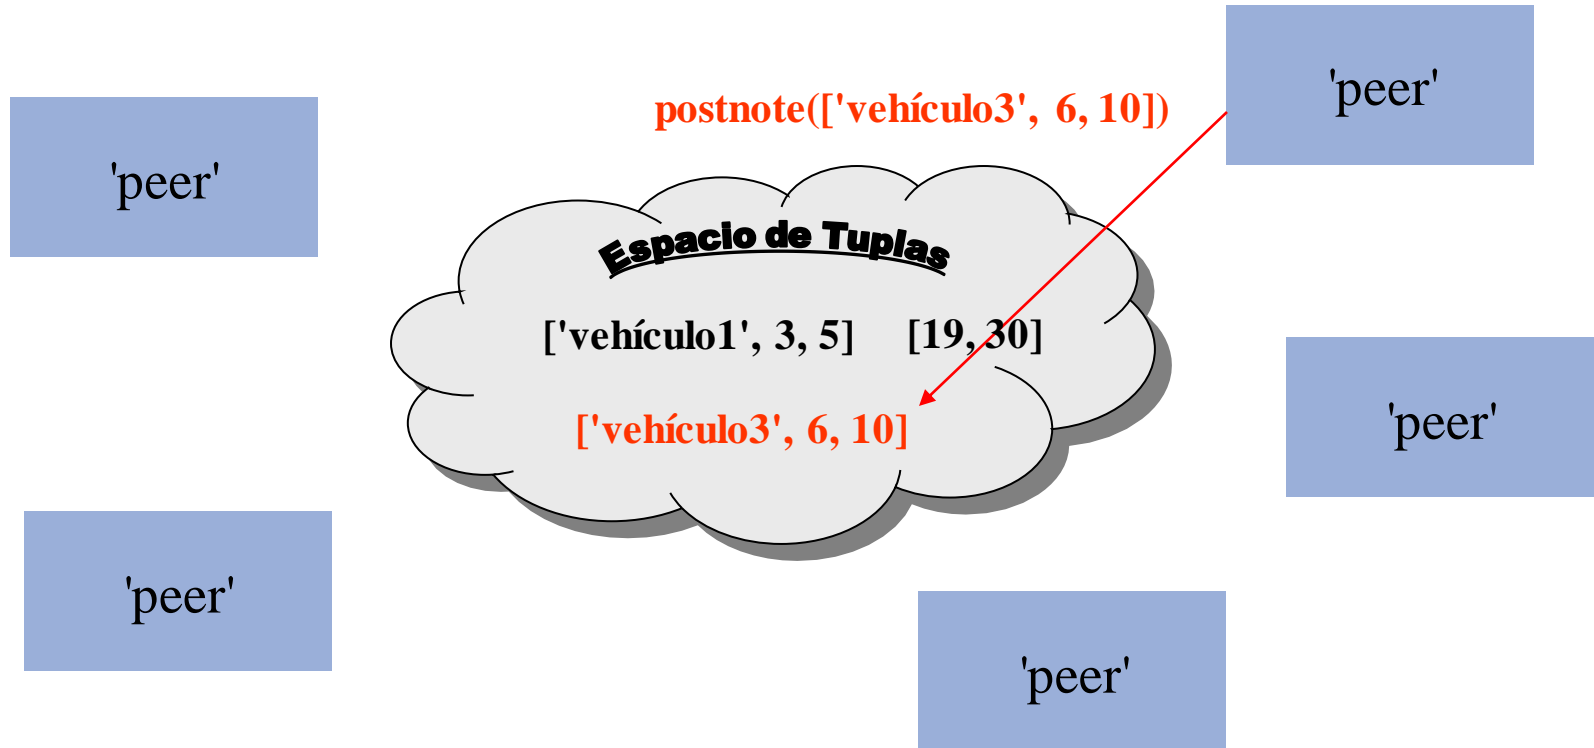 'peer'
postnote(['vehículo3', 6, 10])
'peer'
Espacio de Tuplas
['vehículo1', 3, 5] [19, 30]
'peer'
['vehículo3', 6, 10]
'peer'
'peer'